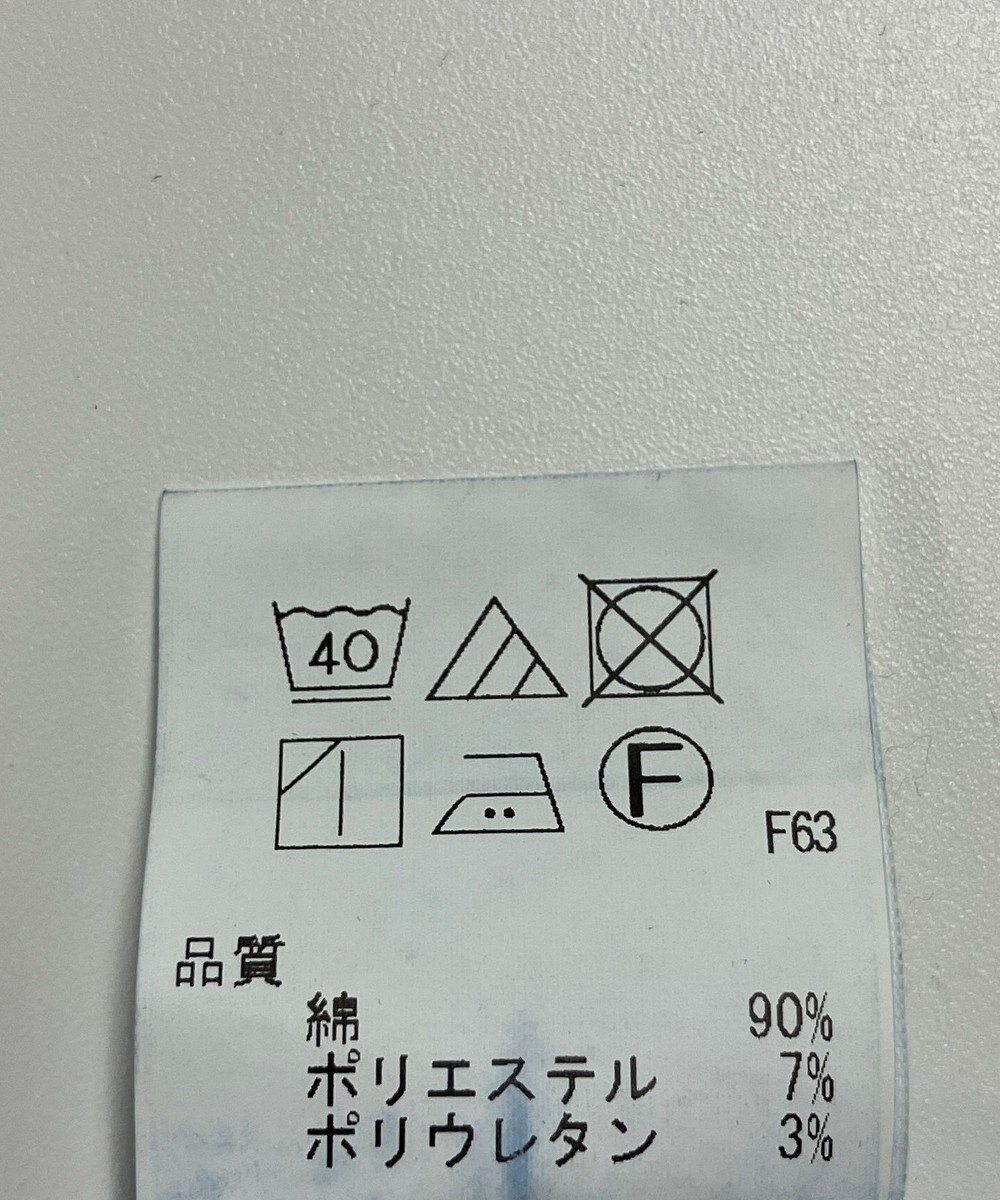 40
F
F63
品質
綿 90%
ポリエステル 7%
ポリウレタン 3%